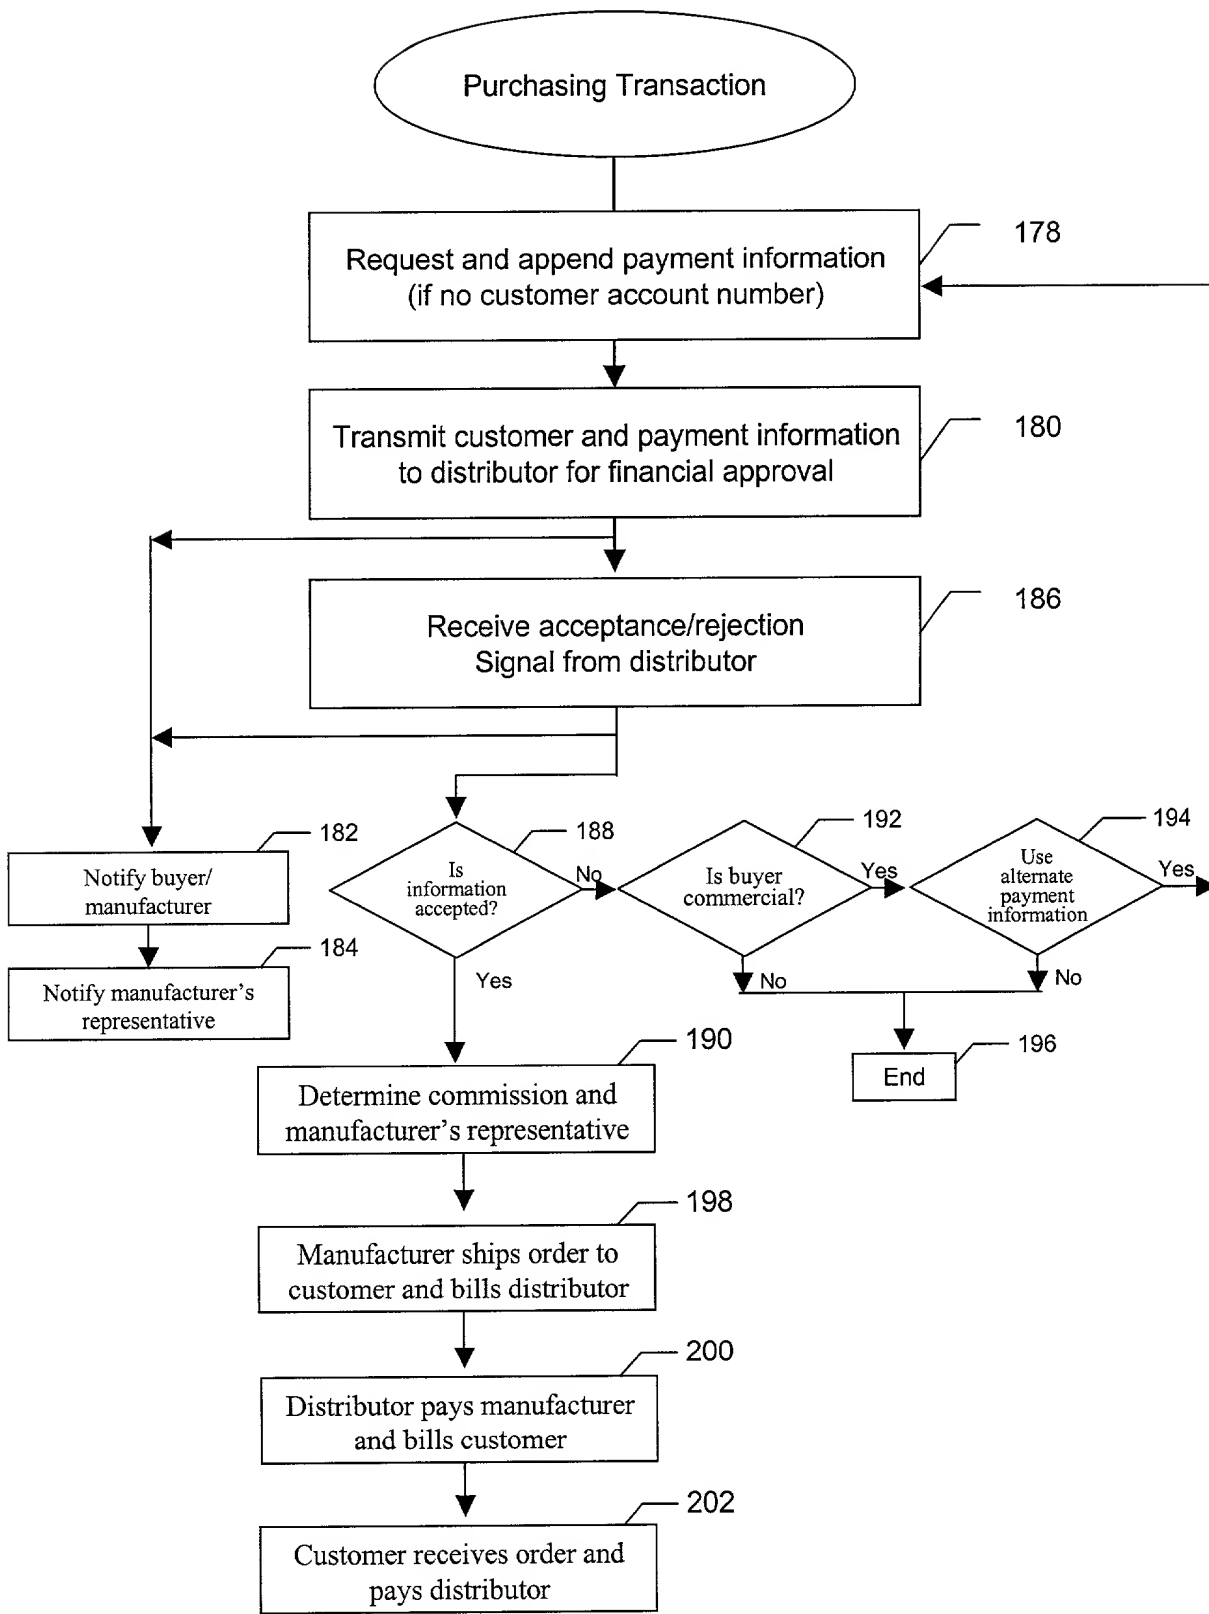 Purchasing Transaction
178
Request and append payment information
(if no customer account number)
180
Transmit customer and payment information
to distributor for financial approval
186
Receive acceptance/rejection
Signal from distributor
182
Notify buyer/
manufacturer
184
Notify manufacturer's
representative
188
Is
information
accepted?
No
Yes
192
Is buyer
commercial?
Yes
No
194
Use
alternate
payment
information
Yes
No
196
End
190
Determine commission and
manufacturer's representative
198
Manufacturer ships order to
customer and bills distributor
200
Distributor pays manufacturer
and bills customer
202
Customer receives order and
pays distributor